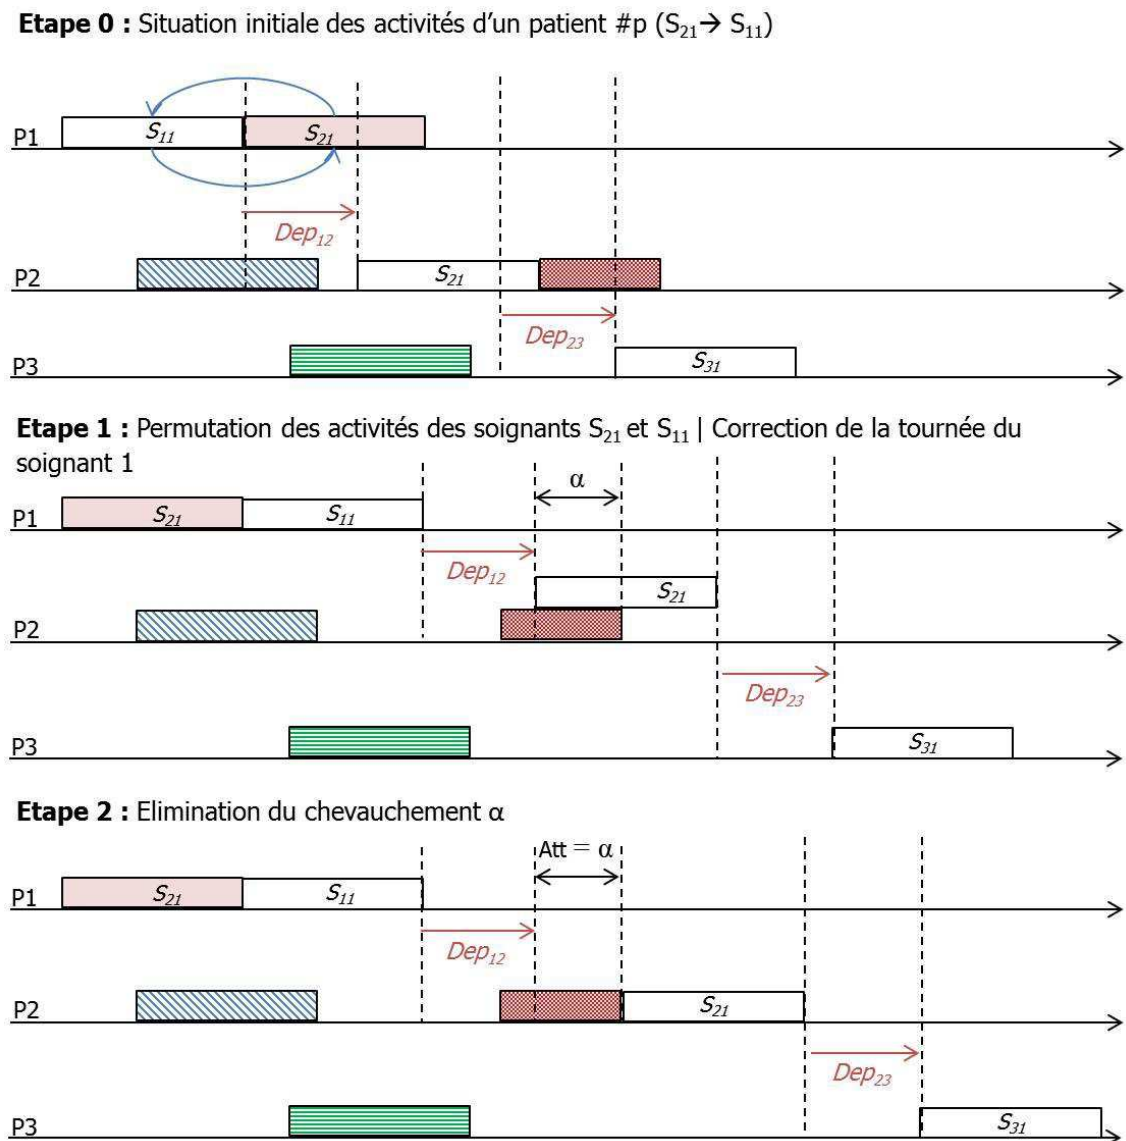 Etape 0 : Situation initiale des activités d’un patient #p (S21→ S11)
P1
S11
S21
Dep12
P2
S21
Dep23
P3
S31
Etape 1 : Permutation des activités des soignants S21 et S11 | Correction de la tournée du
soignant 1
α
P1
S21
S11
Dep12
S21
P2
Dep23
P3
S31
Etape 2 : Elimination du chevauchement α
Att = α
P1
S21
S11
Dep12
P2
S21
Dep23
P3
S31